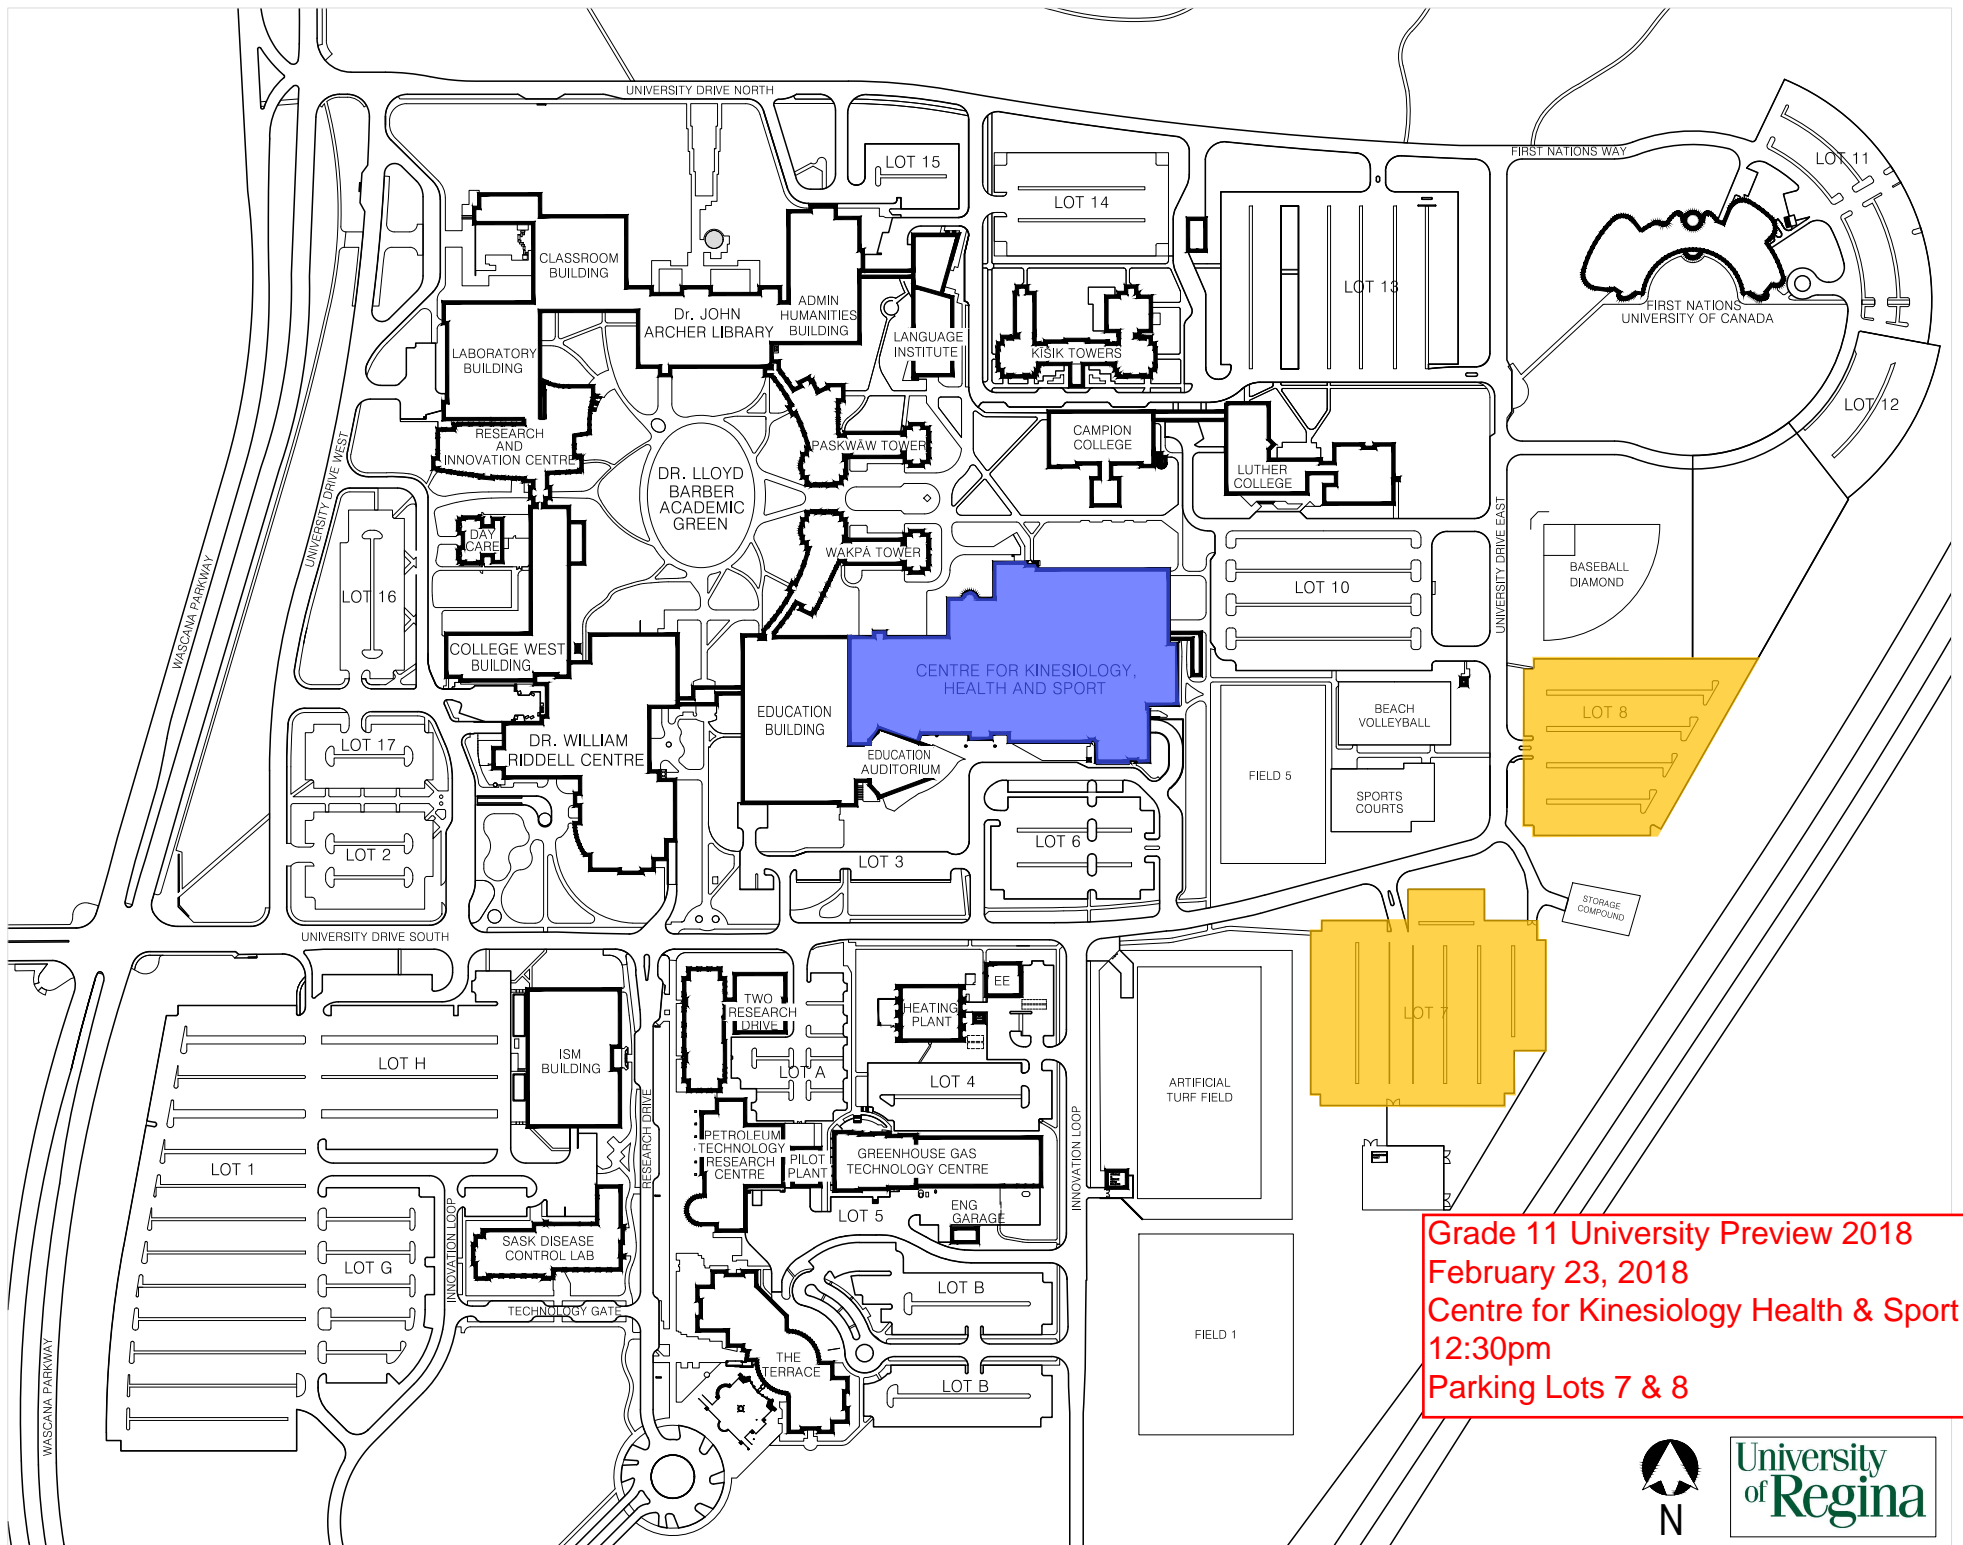 UNIVERSITY DRIVE NORTH
FIRST NATIONS WAY
LOT 15
LOT 11
LOT 14
CLASSROOM
BUILDING
LOT 13
ADMIN
HUMANITIES
BUILDING
Dr. JOHN
ARCHER LIBRARY
FIRST NATIONS
UNIVERSITY OF CANADA
LANGUAGE
INSTITUTE
KĪSIK TOWERS
LABORATORY
BUILDING
LOT 12
RESEARCH
AND
INNOVATION CENTRE
PASKWĀW TOWER
CAMPION
COLLEGE
LUTHER
COLLEGE
DR. LLOYD
BARBER
ACADEMIC
GREEN
UNIVERSITY DRIVE WEST
UNIVERSITY DRIVE EAST
DAY
CARE
WAKPĀ TOWER
BASEBALL
DIAMOND
LOT 10
LOT 16
WASCANA PARKWAY
COLLEGE WEST
BUILDING
CENTRE FOR KINESIOLOGY,
HEALTH AND SPORT
EDUCATION
BUILDING
BEACH
VOLLEYBALL
LOT 8
LOT 17
DR. WILLIAM
RIDDELL CENTRE
EDUCATION
AUDITORIUM
FIELD 5
SPORTS
COURTS
LOT 2
LOT 3
LOT 6
STORAGE
COMPOUND
UNIVERSITY DRIVE SOUTH
TWO
RESEARCH
DRIVE
HEATING
PLANT
EE
LOT 7
LOT H
ISM
BUILDING
LOT A
LOT 4
ARTIFICIAL
TURF FIELD
RESEARCH DRIVE
INNOVATION LOOP
PETROLEUM
TECHNOLOGY
RESEARCH
CENTRE
PILOT
PLANT
GREENHOUSE GAS
TECHNOLOGY CENTRE
LOT 1
LOT 5
ENG
GARAGE
INNOVATION LOOP
SASK DISEASE
CONTROL LAB
LOT G
LOT B
TECHNOLOGY GATE
FIELD 1
THE
TERRACE
LOT B
WASCANA PARKWAY
Grade 11 University Preview 2018
February 23, 2018
Centre for Kinesiology Health & Sport
12:30pm
Parking Lots 7 & 8
N
University
of Regina